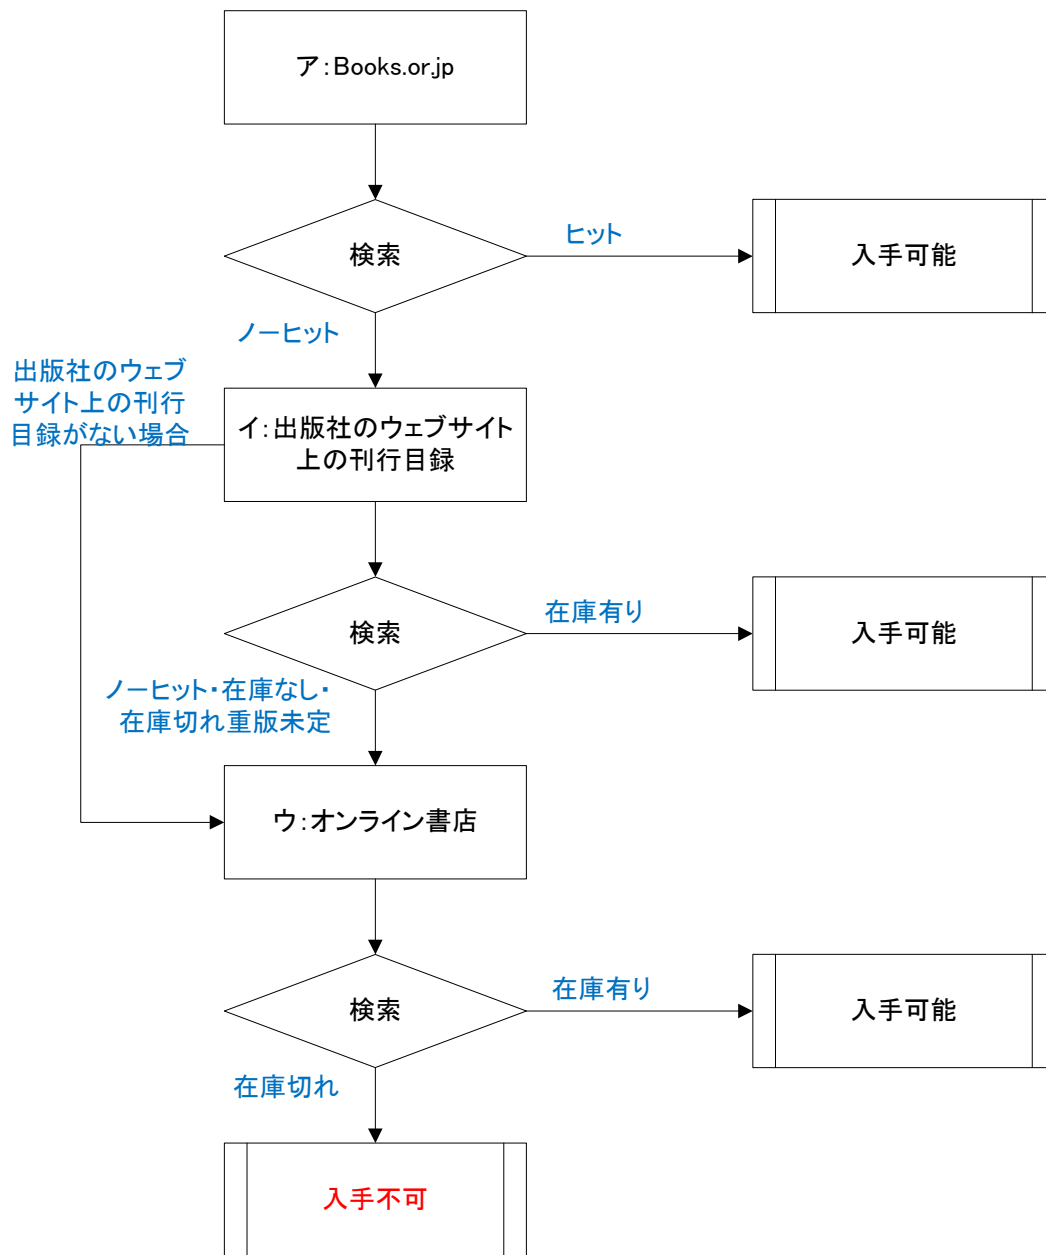 ア:Books.or.jp
検索
ヒット
入手可能
ノーヒット
出版社のウェブ
サイト上の刊行
目録がない場合
イ:出版社のウェブサイト
上の刊行目録
検索
在庫有り
入手可能
ノーヒット・在庫なし・
在庫切れ重版未定
ウ:オンライン書店
検索
在庫有り
入手可能
在庫切れ
入手不可